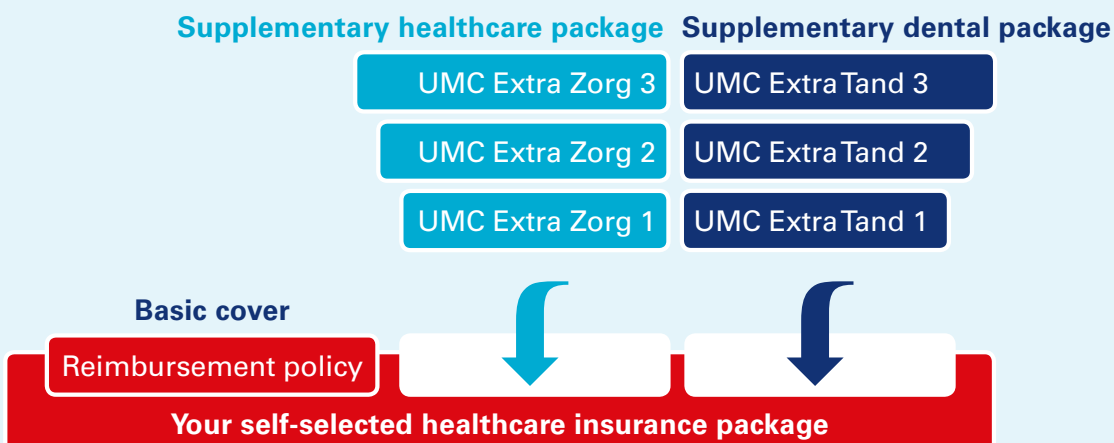 Supplementary healthcare package Supplementary dental package
UMC Extra Zorg 3 UMC Extra Tand 3
UMC Extra Zorg 2 UMC Extra Tand 2
UMC Extra Zorg 1 UMC Extra Tand 1
Basic cover
Reimbursement policy
Your self-selected healthcare insurance package